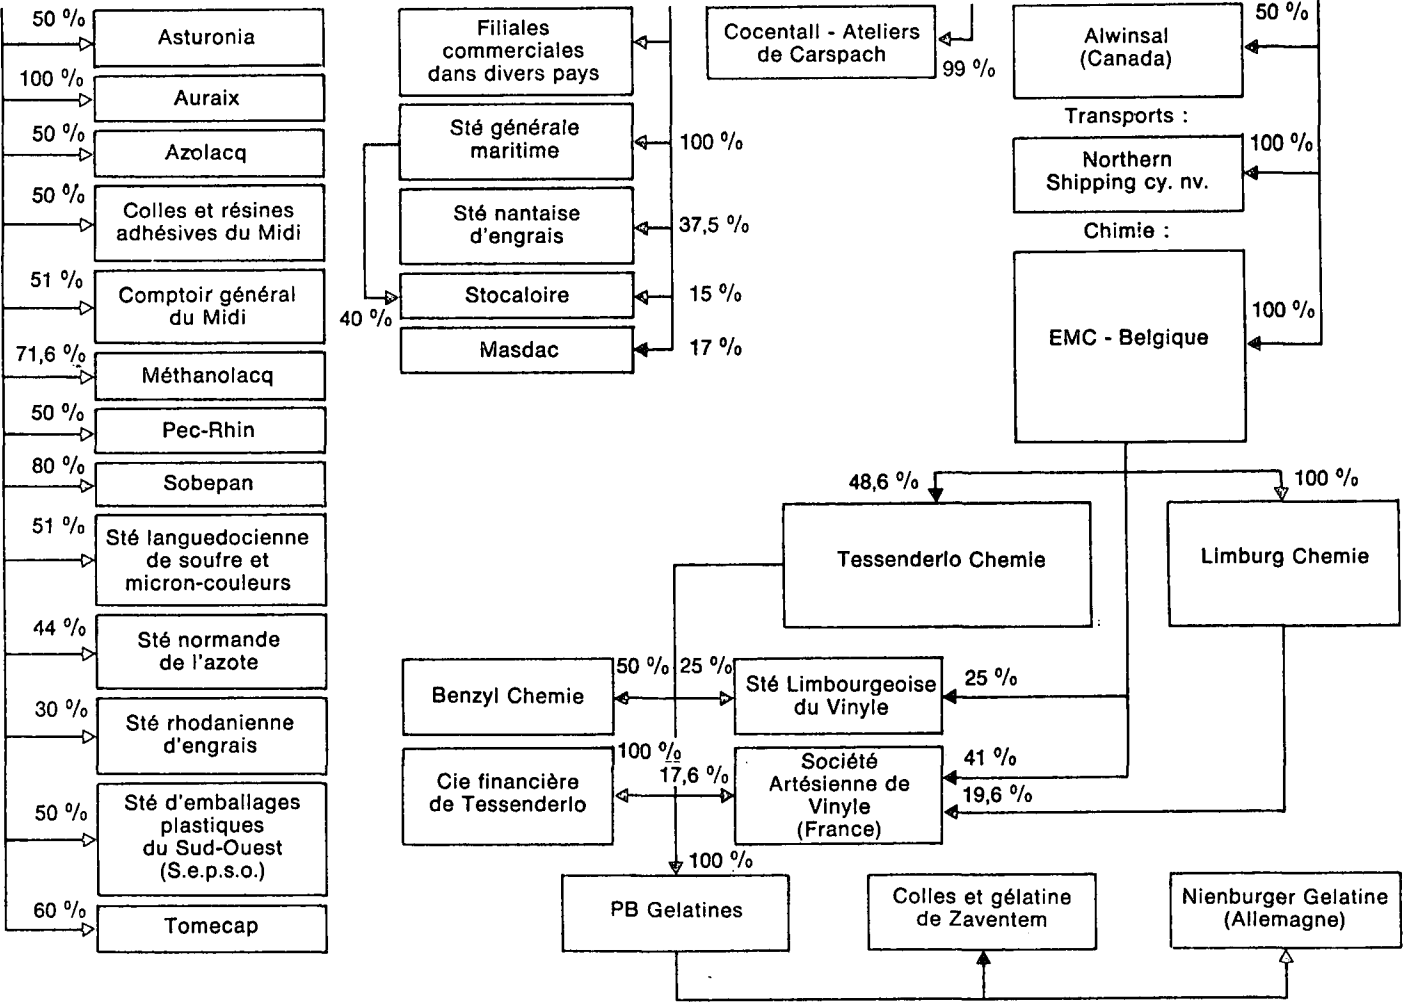 50 %
Asturonia
100 %
Auraix
50 %
Azolacq
50 %
Colles et résines
adhésives du Midi
51 %
Comptoir général
du Midi
71,6 %
Méthanolacq
50 %
Pec-Rhin
80 %
Sobepan
51 %
Sté languedocienne
de soufre et
micron-couleurs
44 %
Sté normande
de l'azote
30 %
Sté rhodanienne
d'engrais
50 %
Sté d'emballages
plastiques
du Sud-Ouest
(S.e.p.s.o.)
60 %
Tomecap
Filiales
commerciales
dans divers pays
Sté générale
maritime
100 %
Sté nantaise
d'engrais
37,5 %
Stocaloire
15 %
40 %
Masdac
17 %
Cocentall - Ateliers
de Carspach
99 %
50 %
Alwinsal
(Canada)
Transports :
100 %
Northern
Shipping cy. nv.
Chimie :
100 %
EMC - Belgique
48,6 %
100 %
Tessenderlo Chemie
Limburg Chemie
50 %
25 %
Benzyl Chemie
Sté Limbourgeoise
du Vinyle
25 %
100 %
17,6 %
Cie financière
de Tessenderlo
Société
Artésienne de
Vinyle
(France)
41 %
19,6 %
100 %
PB Gelatines
Colles et gélatine
de Zaventem
Nienburger Gelatine
(Allemagne)